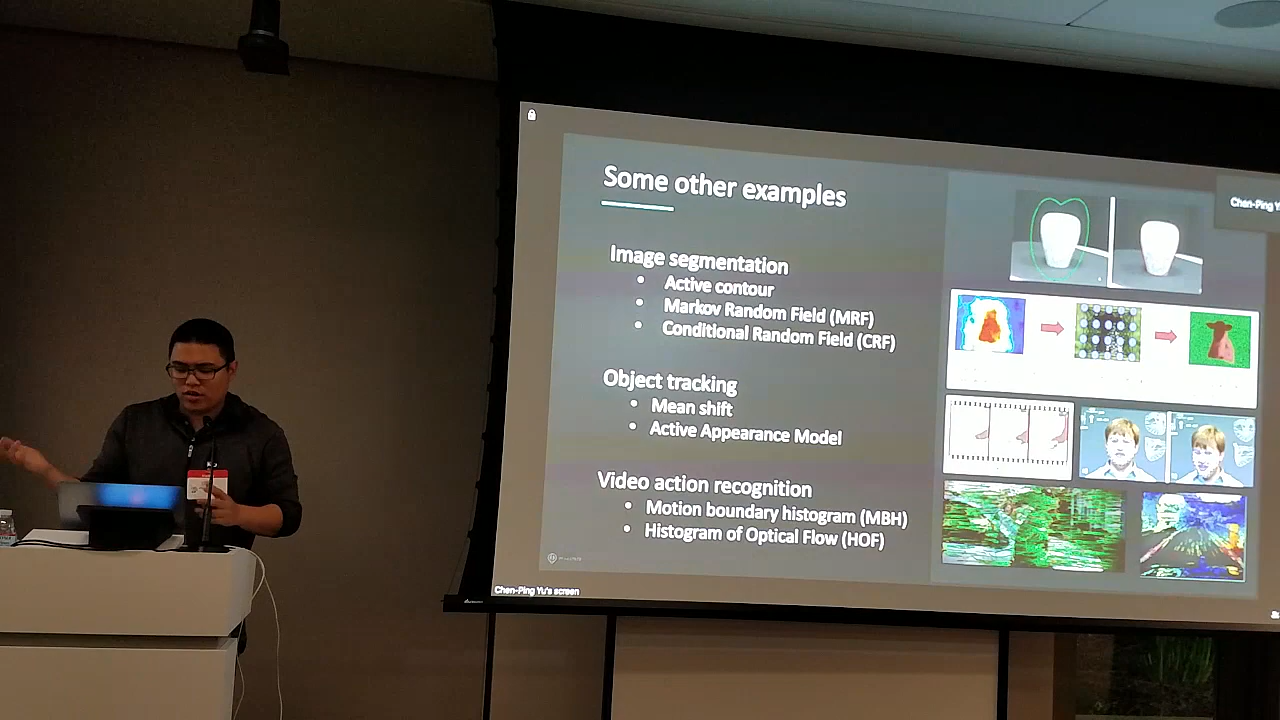 Some other examples
Chen-Ping Y
Image segmentation
• Active contour
• Markov Random Field (MRF)
• Conditional Random Field (CRF)
Object tracking
• Mean shift
• Active Appearance Model
Video action recognition
• Motion boundary histogram (MBH)
• Histogram of Optical Flow (HOF)
Chen-Ping Yu's screen